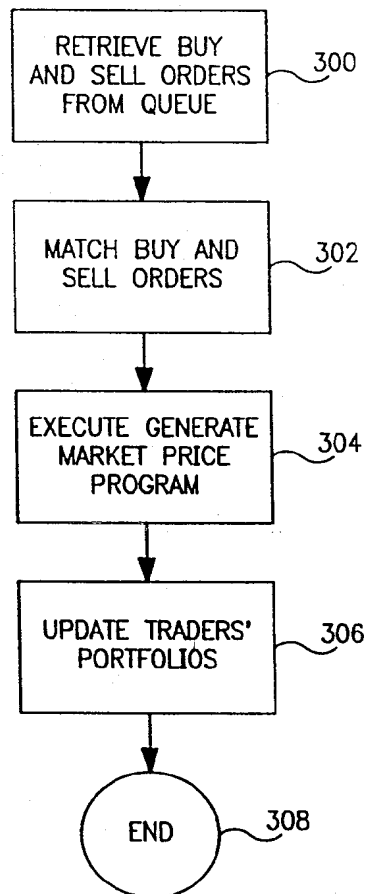 RETRIEVE BUY
AND SELL ORDERS
FROM QUEUE
300
MATCH BUY AND
SELL ORDERS
302
EXECUTE GENERATE
MARKET PRICE
PROGRAM
304
UPDATE TRADERS'
PORTFOLIOS
306
END
308